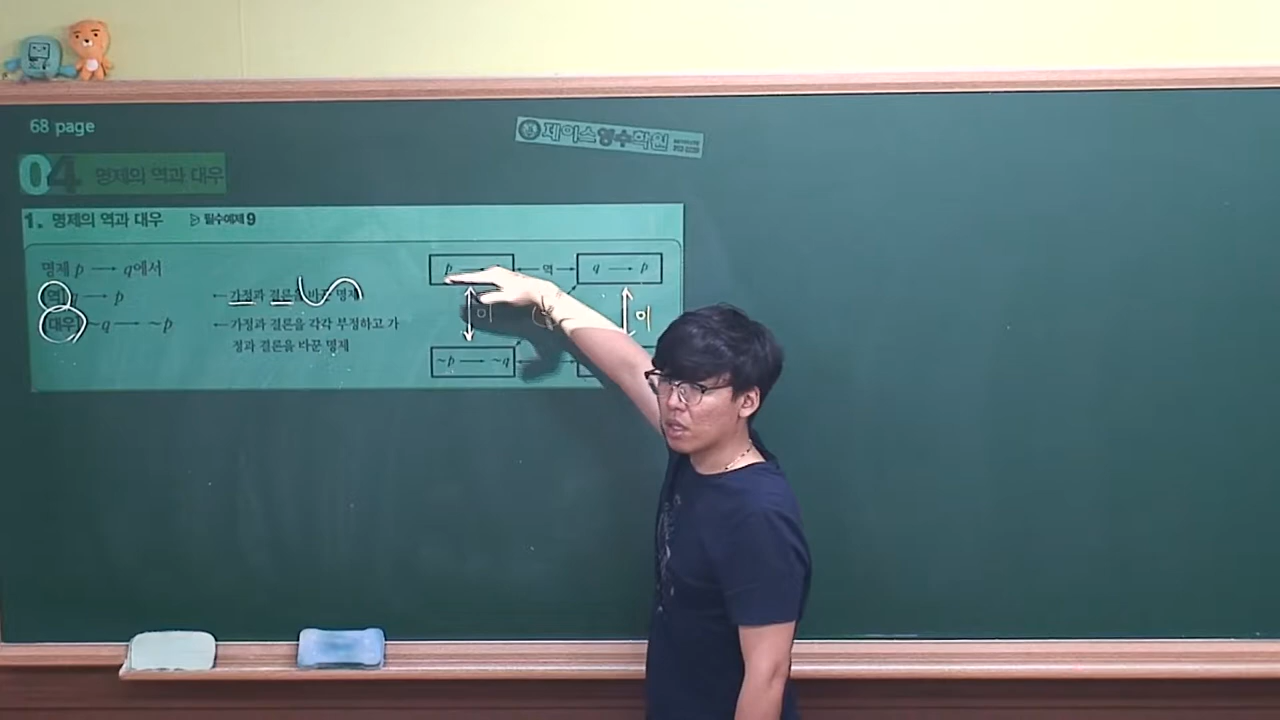 68 page
제이스영수학원
04 명제의 역과 대우
1. 명제의 역과 대우 ▷ 필수예제 9
명제 p → q에서
역 q → p ← 가정과 결론을 바꾼 명제
대우 ~q → ~p ← 가정과 결론을 각각 부정하고 가
정과 결론을 바꾼 명제
p 역 q → p
이 이
~p → ~q